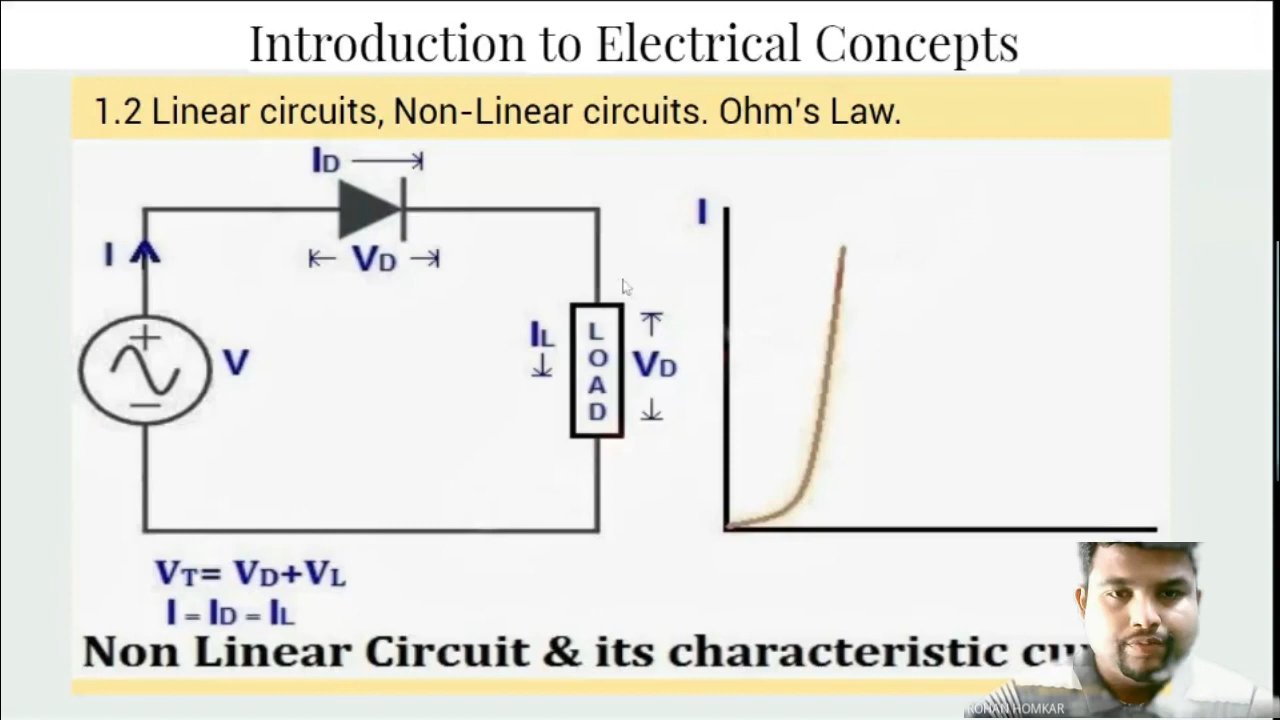 Introduction to Electrical Concepts
1.2 Linear circuits, Non-Linear circuits. Ohm's Law.
ID
I
VD
V
IL
LOAD
VD
I
VT= VD+VL
I = ID = IL
Non Linear Circuit & its characteristic
ROHAN HOMKAR